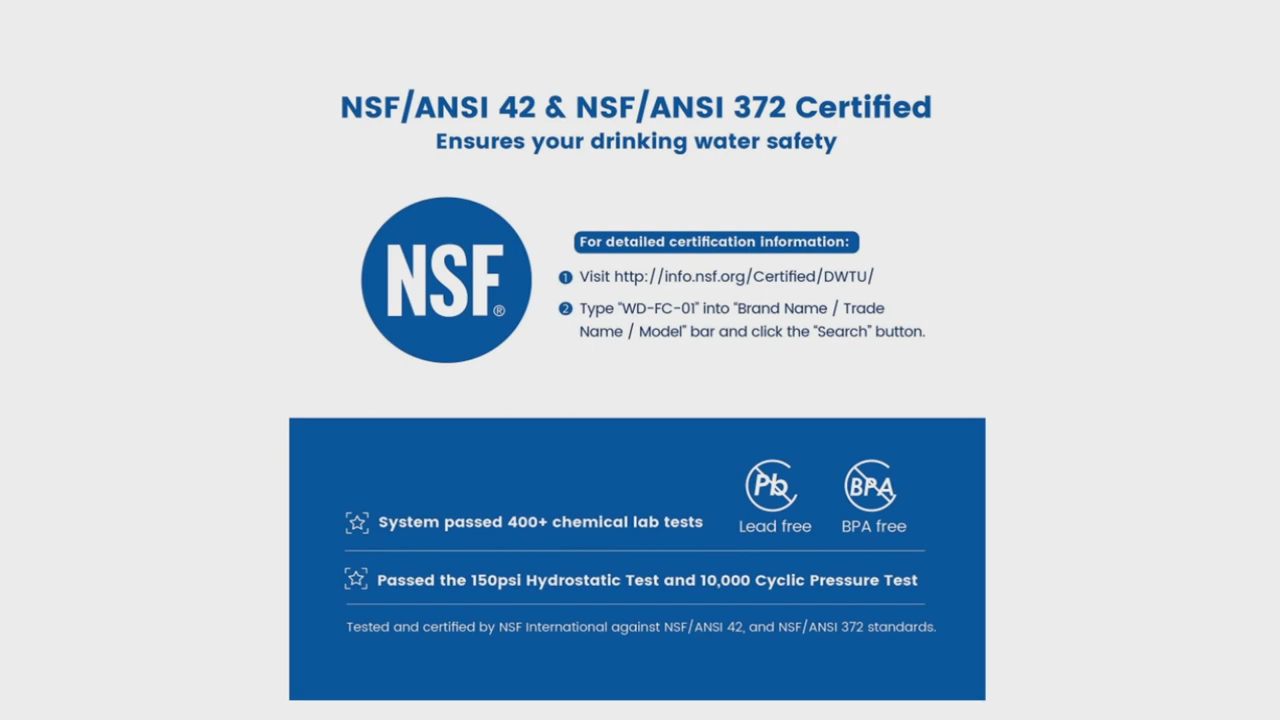 NSF/ANSI 42 & NSF/ANSI 372 Certified
Ensures your drinking water safety
NSF®
For detailed certification information:
1 Visit http://info.nsf.org/Certified/DWTU/
2 Type "WD-FC-01" into "Brand Name / Trade
Name / Model" bar and click the "Search" button.
Pb
BPA
Lead free
BPA free
System passed 400+ chemical lab tests
Passed the 150psi Hydrostatic Test and 10,000 Cyclic Pressure Test
Tested and certified by NSF International against NSF/ANSI 42, and NSF/ANSI 372 standards.